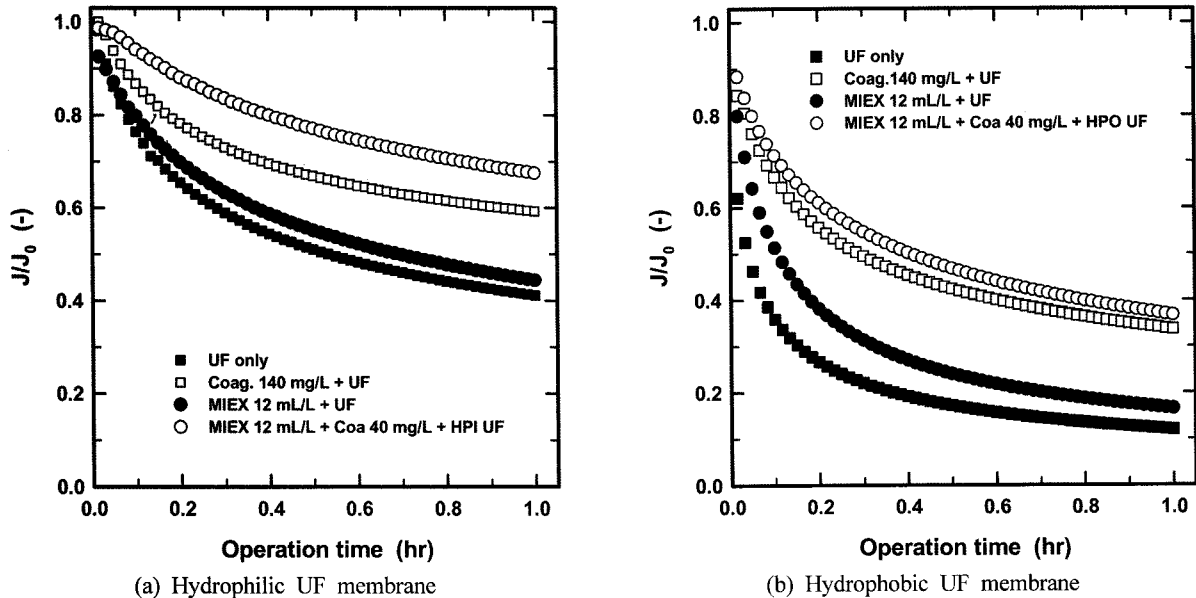 1.0
0.8
0.6
0.4
0.2
0.0
J/J0 (-)
UF only
Coag. 140 mg/L + UF
MIEX 12 mL/L + UF
MIEX 12 mL/L + Coa 40 mg/L + HPI UF
0.0 0.2 0.4 0.6 0.8 1.0
Operation time (hr)
(a) Hydrophilic UF membrane
1.0
0.8
0.6
0.4
0.2
0.0
J/J0 (-)
UF only
Coag.140 mg/L + UF
MIEX 12 mL/L + UF
MIEX 12 mL/L + Coa 40 mg/L + HPO UF
0.0 0.2 0.4 0.6 0.8 1.0
Operation time (hr)
(b) Hydrophobic UF membrane